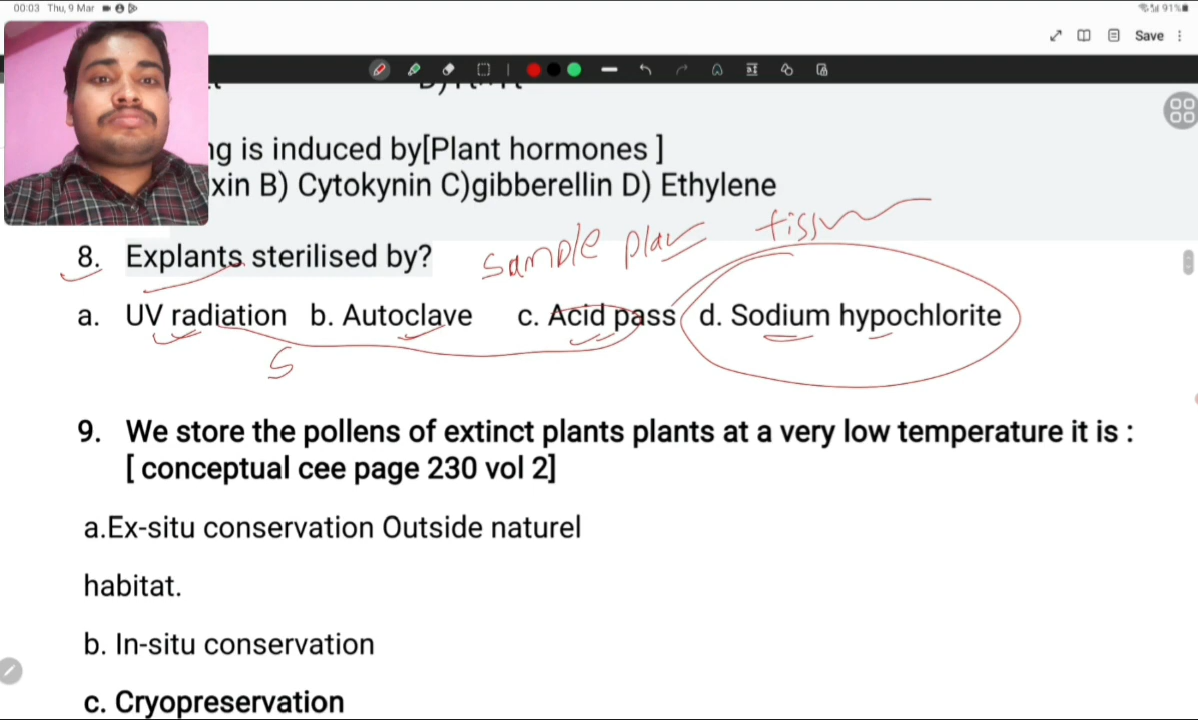 00:03 Thu, 9 Mar
91%
Save
ng is induced by[Plant hormones ]
xin B) Cytokynin C)gibberellin D) Ethylene
8. Explants sterilised by?
sample plan tissu
a. UV radiation b. Autoclave c. Acid pass d. Sodium hypochlorite
S
9. We store the pollens of extinct plants plants at a very low temperature it is :
[ conceptual cee page 230 vol 2]
a.Ex-situ conservation Outside naturel
habitat.
b. In-situ conservation
c. Cryopreservation